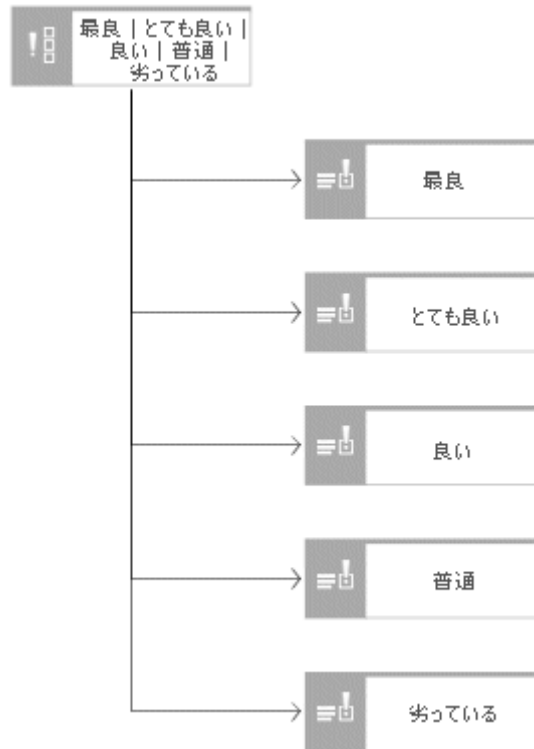 最良 | とても良い |
良い | 普通 |
劣っている
最良
とても良い
良い
普通
劣っている